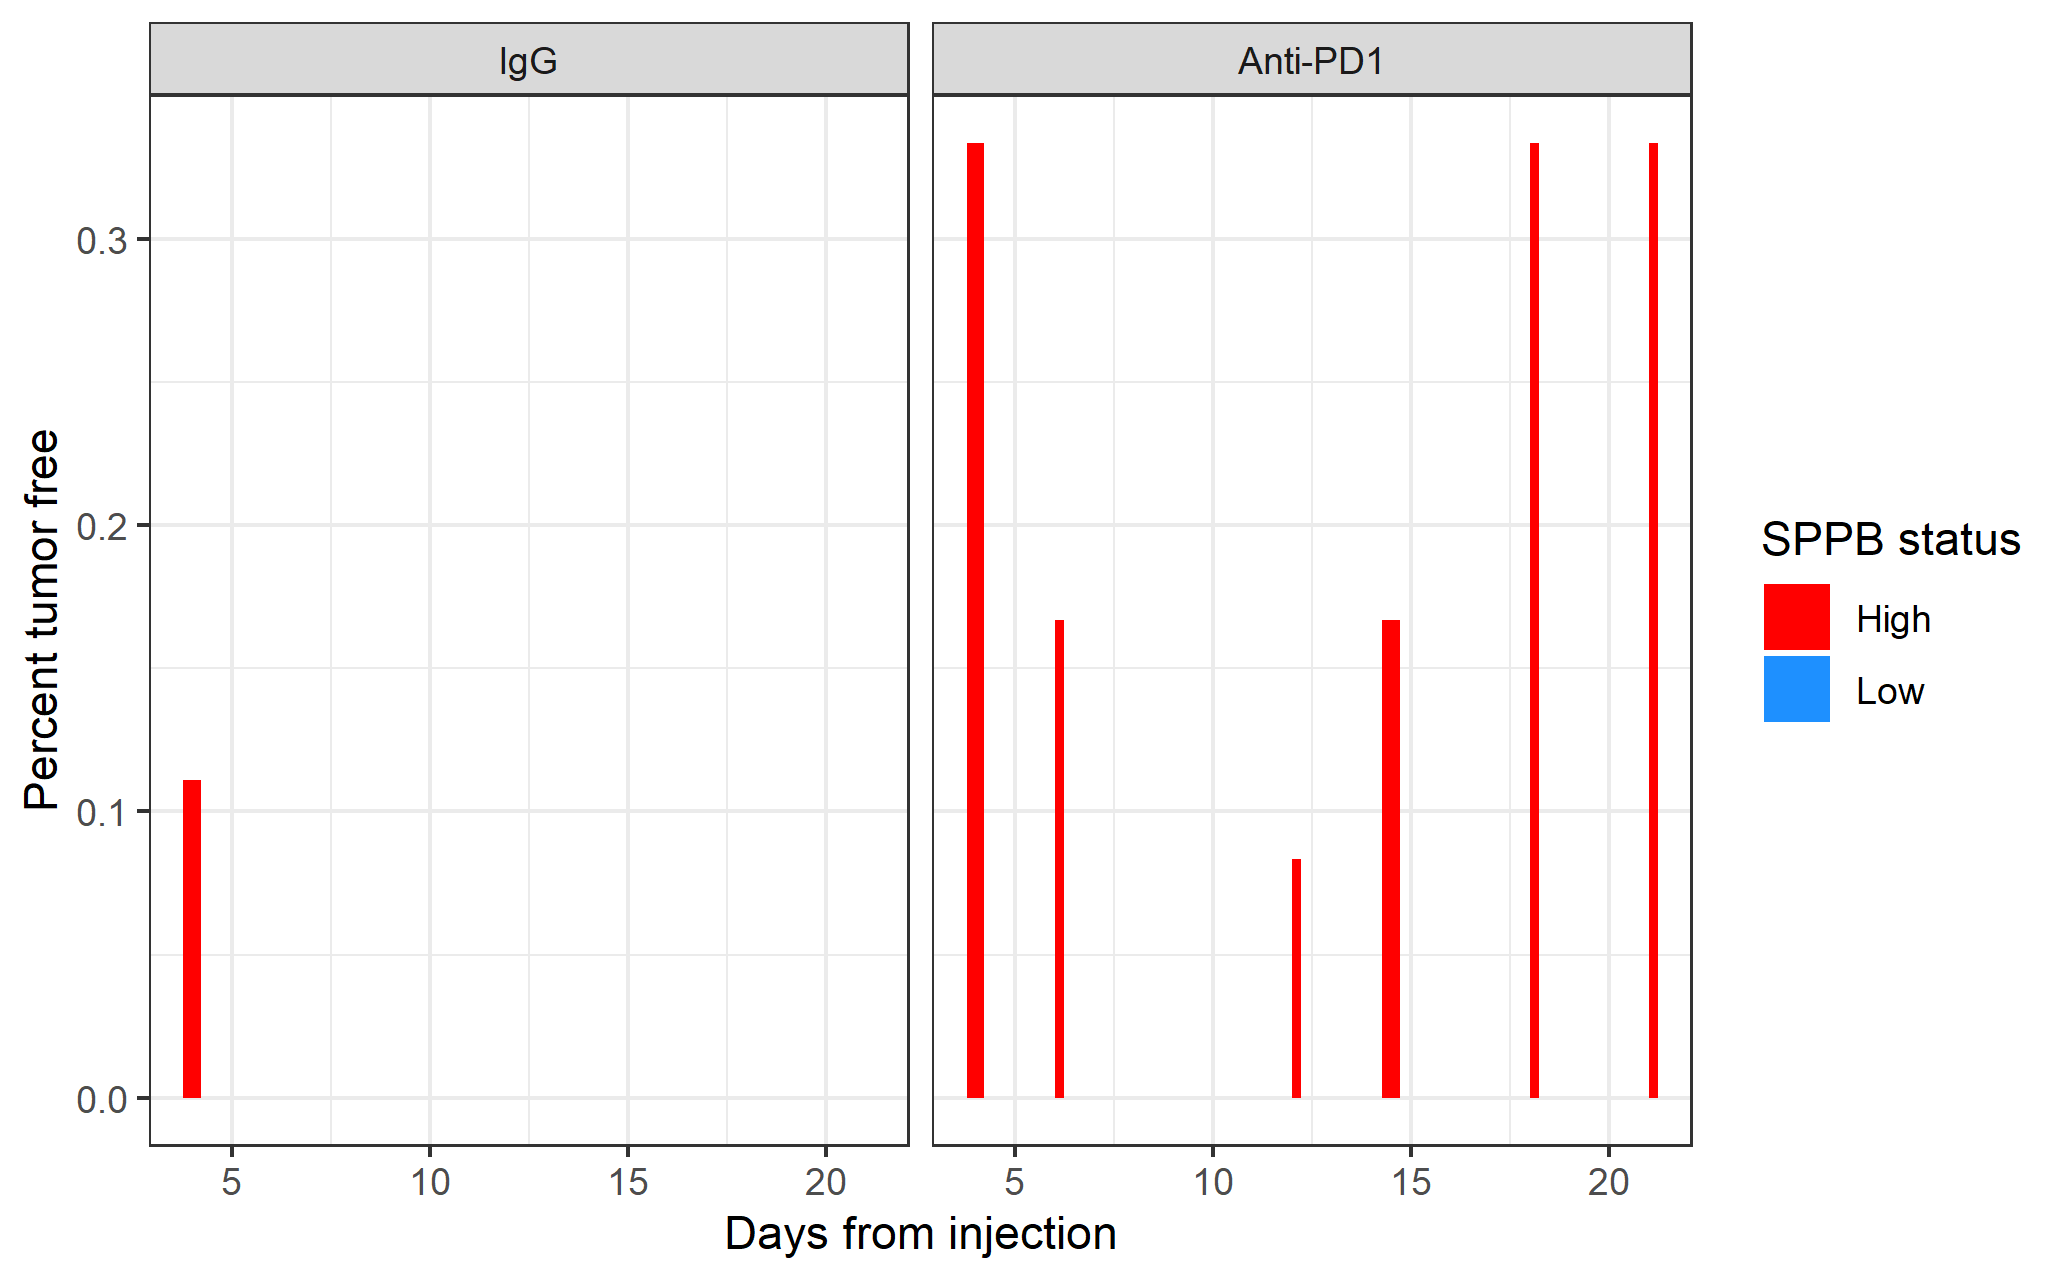 IgG
Anti-PD1
Percent tumor free
0.3
0.2
0.1
0.0
5 10 15 20
5 10 15 20
Days from injection
SPPB status
High
Low